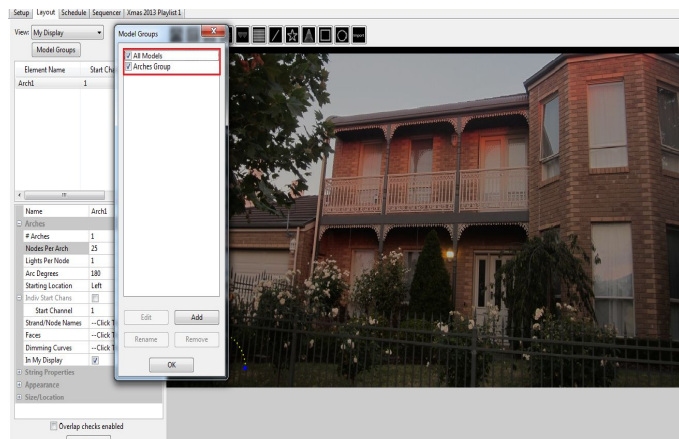 Setup Layout Schedule Sequencer Xmas 2013 Playlist 1
View: My Display
Model Groups
Model Groups
All Models
Arches Group
Element Name Start Cha
Arch1 1
Name Arch1
Arches
# Arches 1
Nodes Per Arch 25
Lights Per Node 1
Arc Degrees 180
Starting Location Left
Indiv Start Chans
Start Channel 1
Strand/Node Names --Click T
Faces --Click T
Dimming Curves --Click T
In My Display
String Properties
Appearance
Size/Location
Edit Add
Rename Remove
OK
Overlap checks enabled